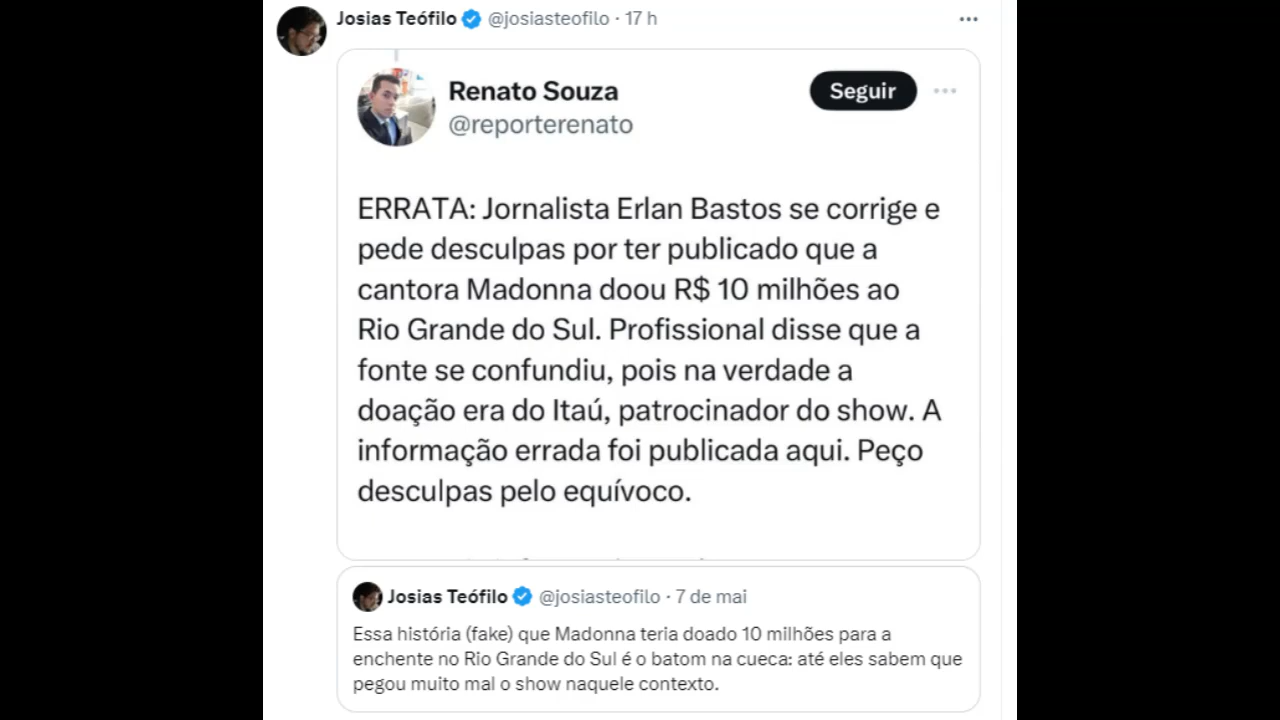 Josias Teófilo @josiasteofilo · 17 h
Renato Souza
@reporterenato
Seguir
ERRATA: Jornalista Erlan Bastos se corrige e
pede desculpas por ter publicado que a
cantora Madonna doou R$ 10 milhões ao
Rio Grande do Sul. Profissional disse que a
fonte se confundiu, pois na verdade a
doação era do Itaú, patrocinador do show. A
informação errada foi publicada aqui. Peço
desculpas pelo equívoco.
Josias Teófilo @josiasteofilo · 7 de mai
Essa história (fake) que Madonna teria doado 10 milhões para a
enchente no Rio Grande do Sul é o batom na cueca: até eles sabem que
pegou muito mal o show naquele contexto.